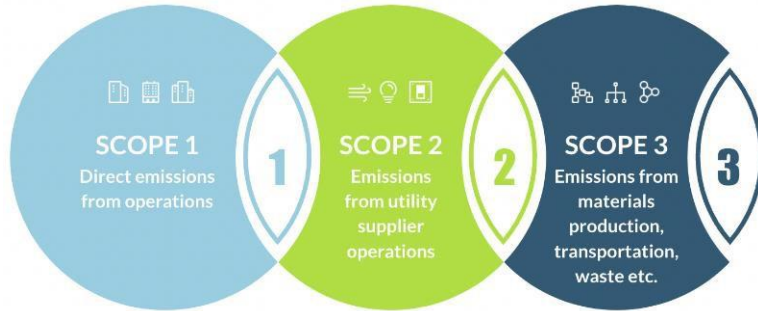 SCOPE 1
Direct emissions
from operations
1
SCOPE 2
Emissions
from utility
supplier
operations
2
SCOPE 3
Emissions from
materials
production,
transportation,
waste etc.
3